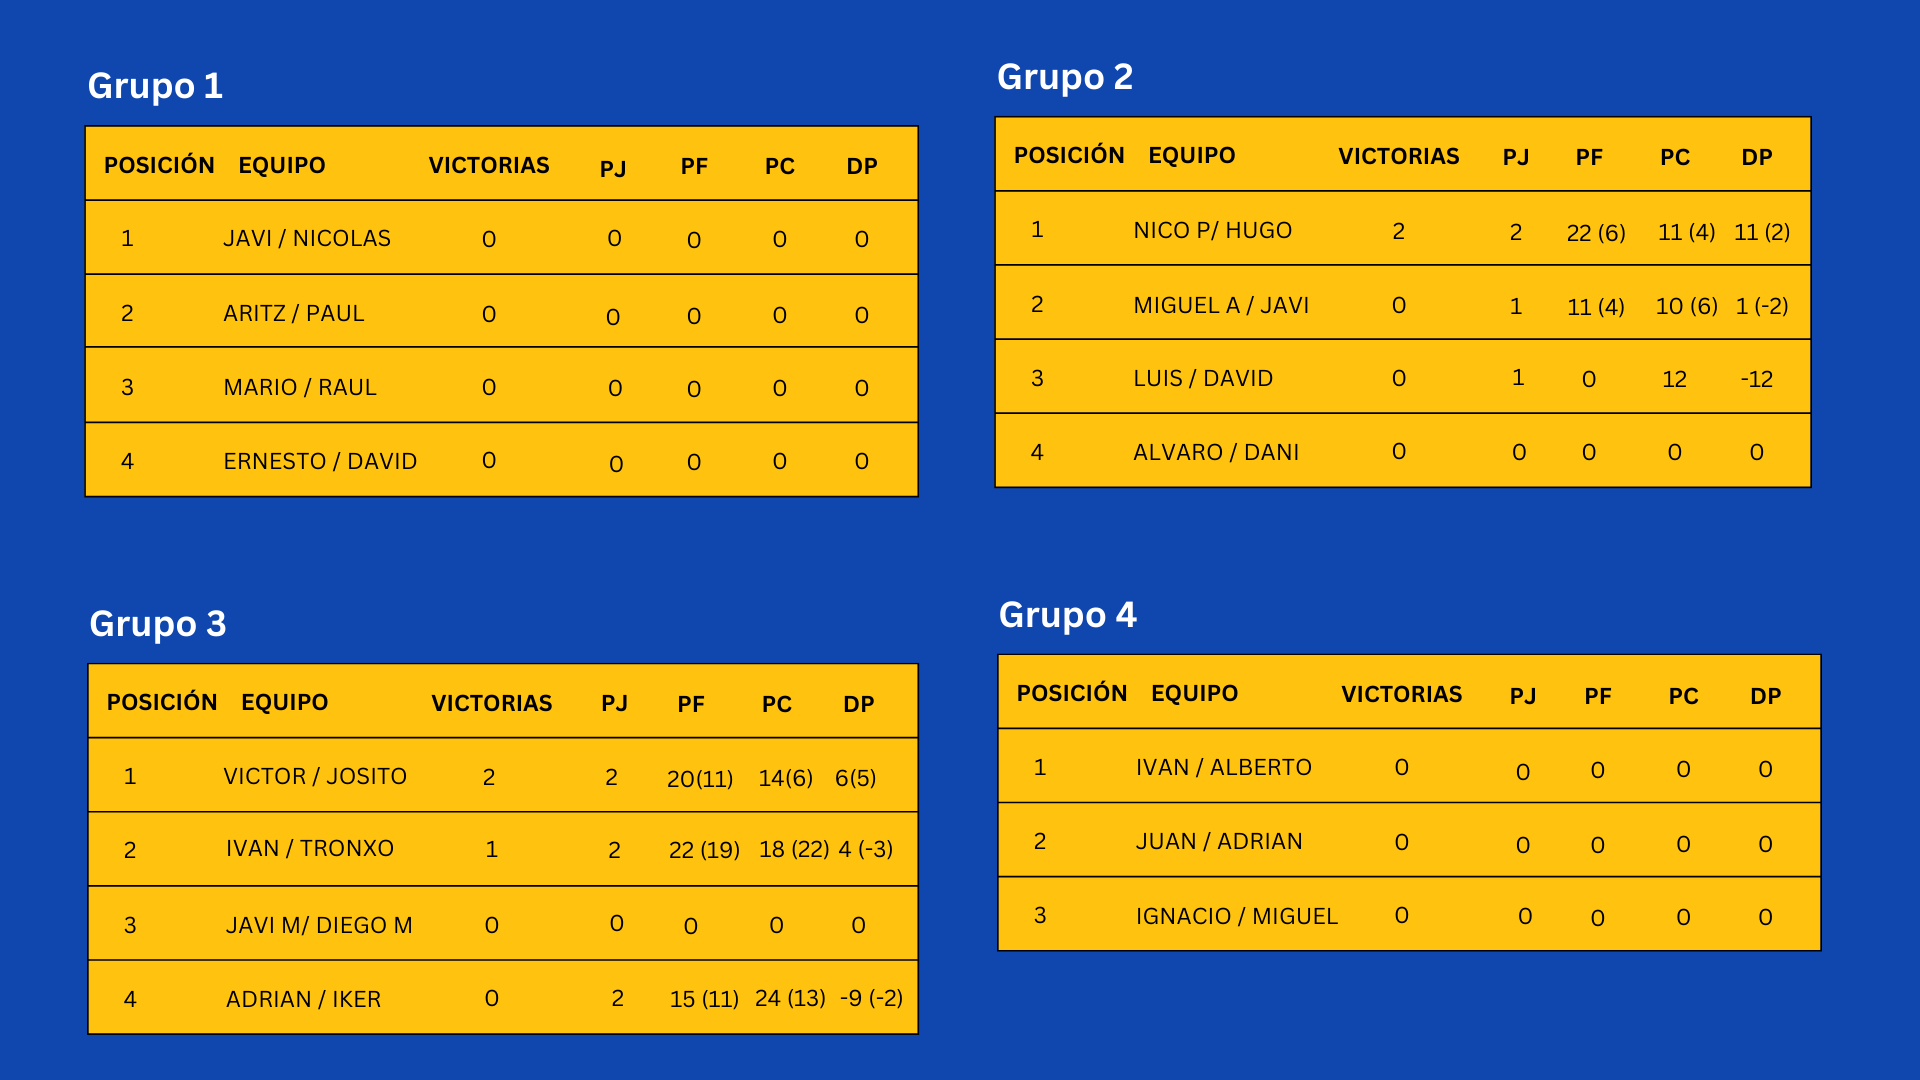 Grupo 1
POSICIÓN EQUIPO VICTORIAS PJ PF PC DP
1 JAVI / NICOLAS 0 0 0 0 0
2 ARITZ / PAUL 0 0 0 0 0
3 MARIO / RAUL 0 0 0 0 0
4 ERNESTO / DAVID 0 0 0 0 0
Grupo 2
POSICIÓN EQUIPO VICTORIAS PJ PF PC DP
1 NICO P/ HUGO 2 2 22 (6) 11 (4) 11 (2)
2 MIGUEL A / JAVI 0 1 11 (4) 10 (6) 1 (-2)
3 LUIS / DAVID 0 1 0 12 -12
4 ALVARO / DANI 0 0 0 0 0
Grupo 3
POSICIÓN EQUIPO VICTORIAS PJ PF PC DP
1 VICTOR / JOSITO 2 2 20(11) 14(6) 6(5)
2 IVAN / TRONXO 1 2 22 (19) 18 (22) 4 (-3)
3 JAVI M/ DIEGO M 0 0 0 0 0
4 ADRIAN / IKER 0 2 15 (11) 24 (13) -9 (-2)
Grupo 4
POSICIÓN EQUIPO VICTORIAS PJ PF PC DP
1 IVAN / ALBERTO 0 0 0 0 0
2 JUAN / ADRIAN 0 0 0 0 0
3 IGNACIO / MIGUEL 0 0 0 0 0